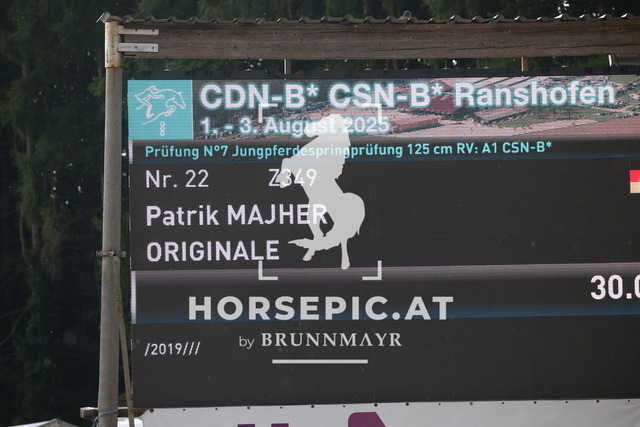 CDN-B* CSN-B* Ranshofen
1. - 3. August 2025
Prüfung N°7 Jungpferdespringprüfung 125 cm RV: A1 CSN-B*
Nr. 22 Z349
Patrik MAJHER
ORIGINALE
30.0
HORSEPIC.AT
by BRUNNMAYR
/2019///